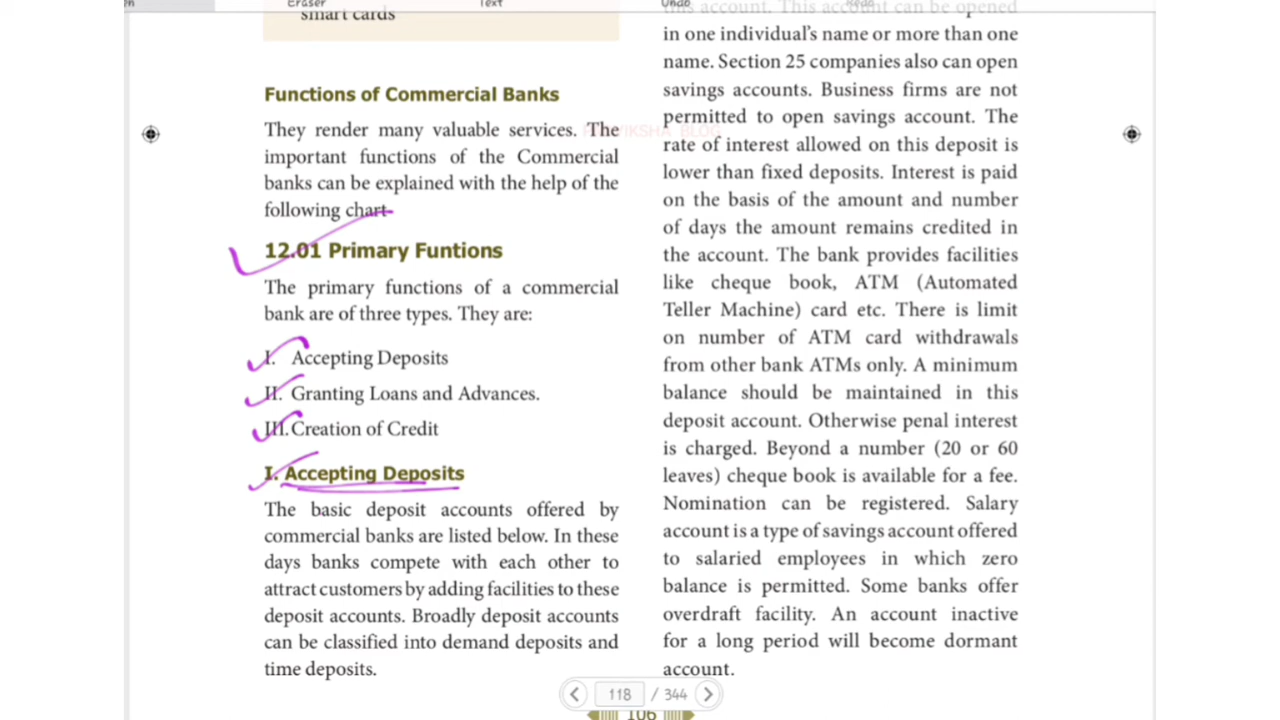 Eraser
Text
Undo
Redo
smart cards
Functions of Commercial Banks
They render many valuable services. The
important functions of the Commercial
banks can be explained with the help of the
following chart
12.01 Primary Funtions
The primary functions of a commercial
bank are of three types. They are:
I. Accepting Deposits
II. Granting Loans and Advances.
III. Creation of Credit
I. Accepting Deposits
The basic deposit accounts offered by
commercial banks are listed below. In these
days banks compete with each other to
attract customers by adding facilities to these
deposit accounts. Broadly deposit accounts
can be classified into demand deposits and
time deposits.
this account. This account can be opened
in one individual's name or more than one
name. Section 25 companies also can open
savings accounts. Business firms are not
permitted to open savings account. The
rate of interest allowed on this deposit is
lower than fixed deposits. Interest is paid
on the basis of the amount and number
of days the amount remains credited in
the account. The bank provides facilities
like cheque book, ATM (Automated
Teller Machine) card etc. There is limit
on number of ATM card withdrawals
from other bank ATMs only. A minimum
balance should be maintained in this
deposit account. Otherwise penal interest
is charged. Beyond a number (20 or 60
leaves) cheque book is available for a fee.
Nomination can be registered. Salary
account is a type of savings account offered
to salaried employees in which zero
balance is permitted. Some banks offer
overdraft facility. An account inactive
for a long period will become dormant
account.
118 / 344
106